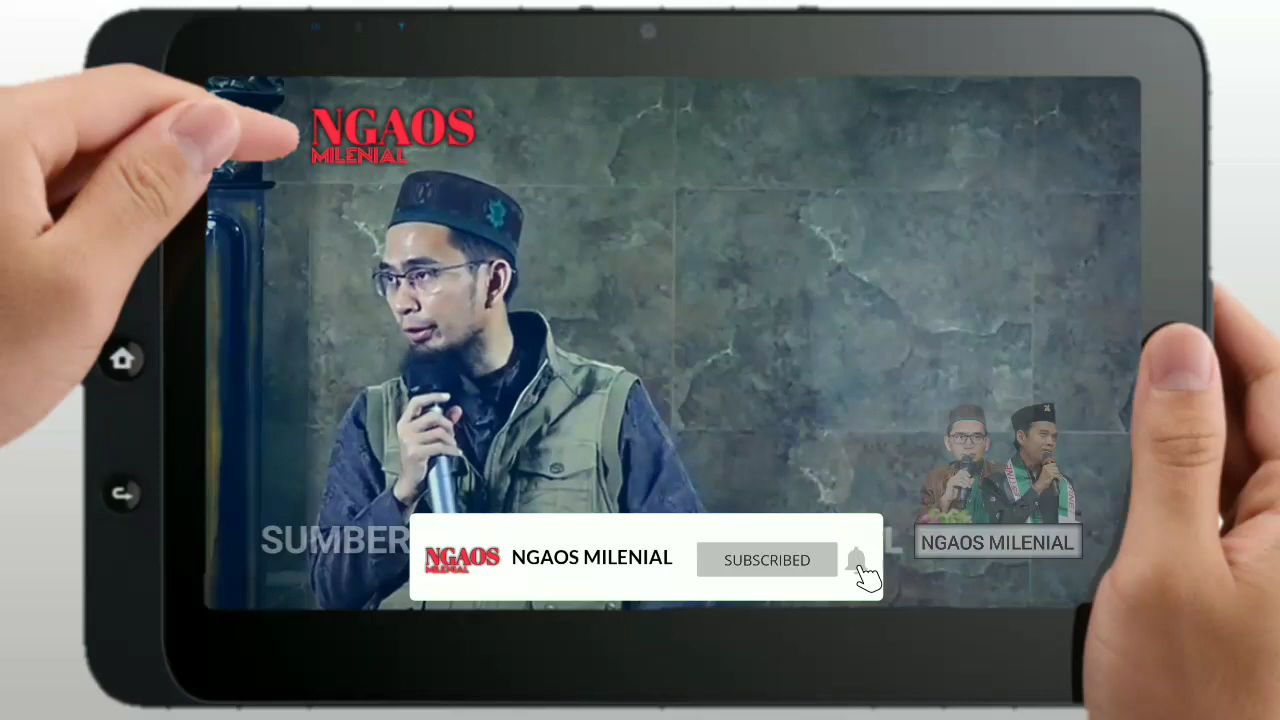 NGAOS
MILENIAL
SUMBER
L
NGAOS MILENIAL
NGAOS
MILENIAL
NGAOS MILENIAL
SUBSCRIBED